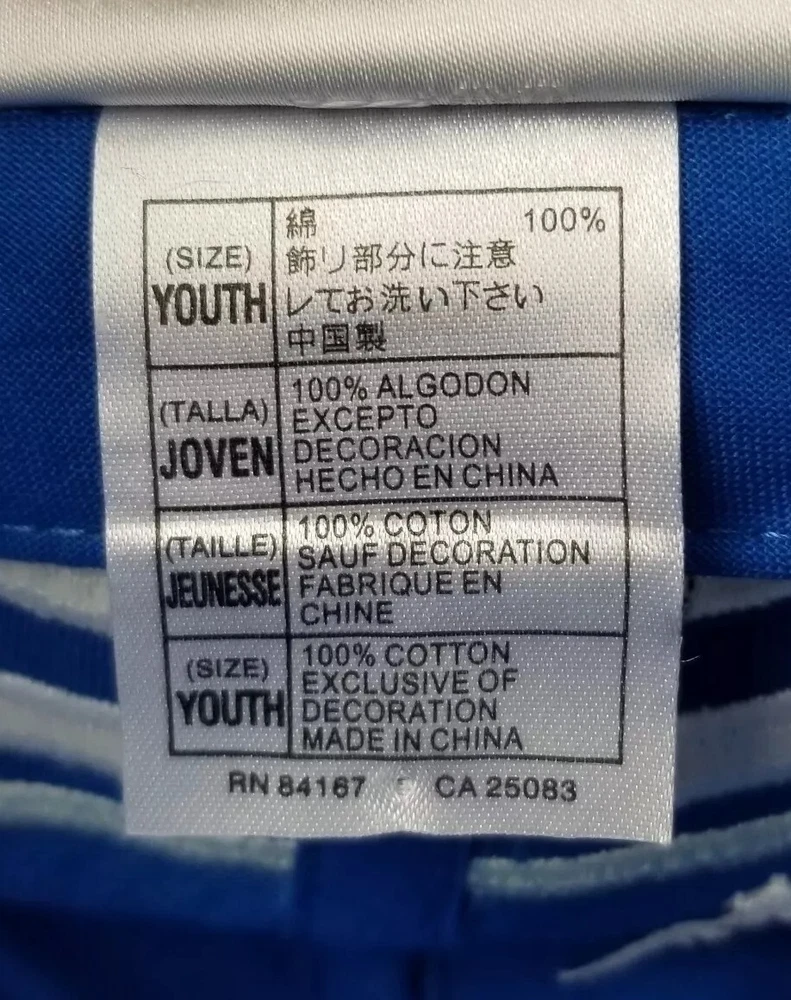 (SIZE)
YOUTH
綿 100%
飾リ部分に注意
レてお洗い下さい
中国製
(TALLA)
JOVEN
100% ALGODON
EXCEPTO
DECORACION
HECHO EN CHINA
(TAILLE)
JEUNESSE
100% COTON
SAUF DECORATION
FABRIQUE EN
CHINE
(SIZE)
YOUTH
100% COTTON
EXCLUSIVE OF
DECORATION
MADE IN CHINA
RN 84167 CA 25083